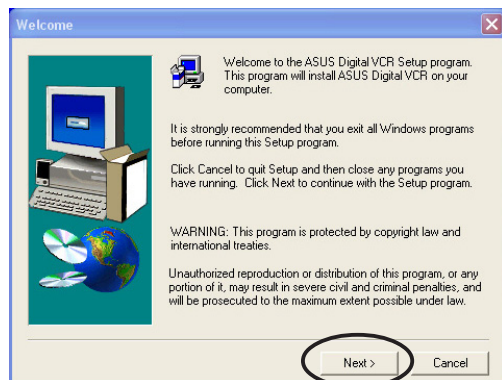 Welcome
Welcome to the ASUS Digital VCR Setup program.
This program will install ASUS Digital VCR on your
computer.
It is strongly recommended that you exit all Windows programs
before running this Setup program.
Click Cancel to quit Setup and then close any programs you
have running. Click Next to continue with the Setup program.
WARNING: This program is protected by copyright law and
international treaties.
Unauthorized reproduction or distribution of this program, or any
portion of it, may result in severe civil and criminal penalties, and
will be prosecuted to the maximum extent possible under law.
Next >
Cancel